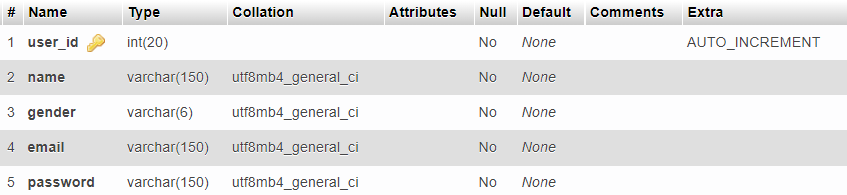 # Name Type Collation Attributes Null Default Comments Extra
1 user_id int(20) No None AUTO_INCREMENT
2 name varchar(150) utf8mb4_general_ci No None
3 gender varchar(6) utf8mb4_general_ci No None
4 email varchar(150) utf8mb4_general_ci No None
5 password varchar(150) utf8mb4_general_ci No None